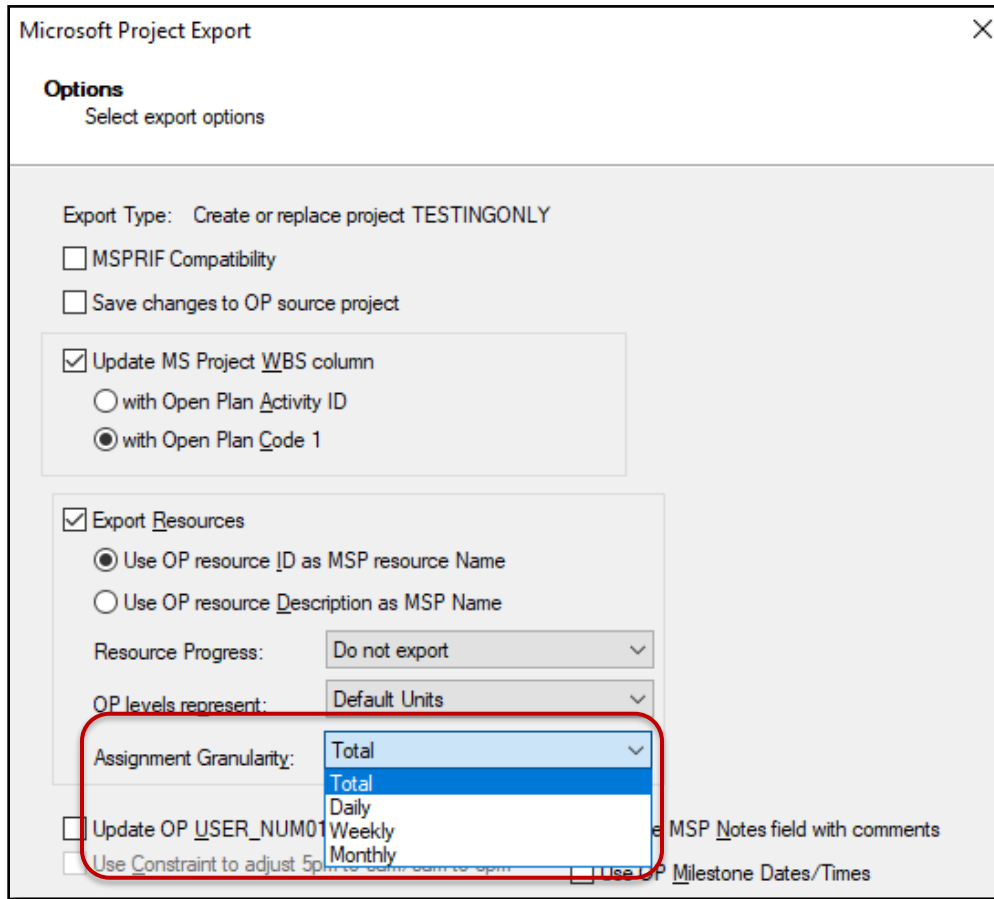 Microsoft Project Export
Options
Select export options
Export Type: Create or replace project TESTINGONLY
MSPRIF Compatibility
Save changes to OP source project
Update MS Project WBS column
with Open Plan Activity ID
with Open Plan Code 1
Export Resources
Use OP resource ID as MSP resource Name
Use OP resource Description as MSP Name
Resource Progress: Do not export
OP levels represent: Default Units
Assignment Granularity: Total
Total
Daily
Update OP USER_NUM01 Weekly MSP Notes field with comments
Monthly
Use Constraint to adjust Use OP Milestone Dates/Times